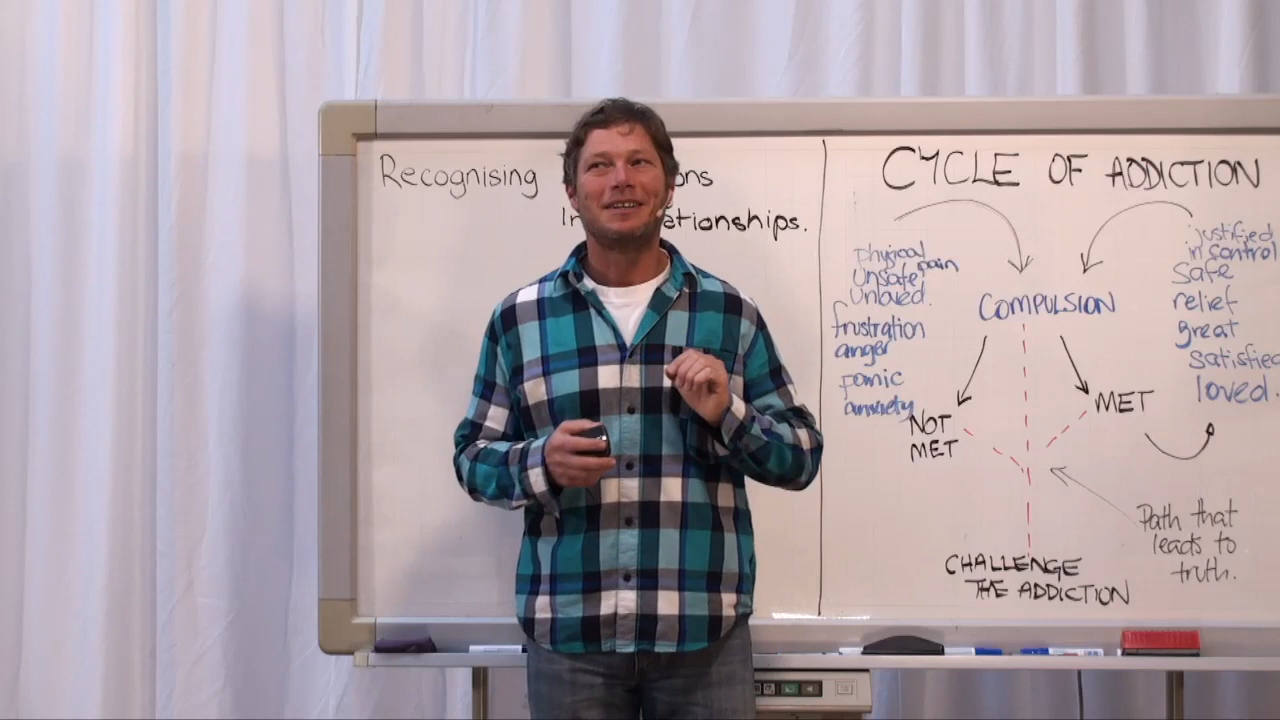 Recognising ons
In ationships.
CYCLE OF ADDICTION
physical
pain
Unsafe,
Unloved.
frustration
anger
panic
anxiety
COMPULSION
justified
in control
Safe
relief
great
satisfied
loved.
NOT
MET
MET
Path that
leads to
truth.
CHALLENGE
THE ADDICTION